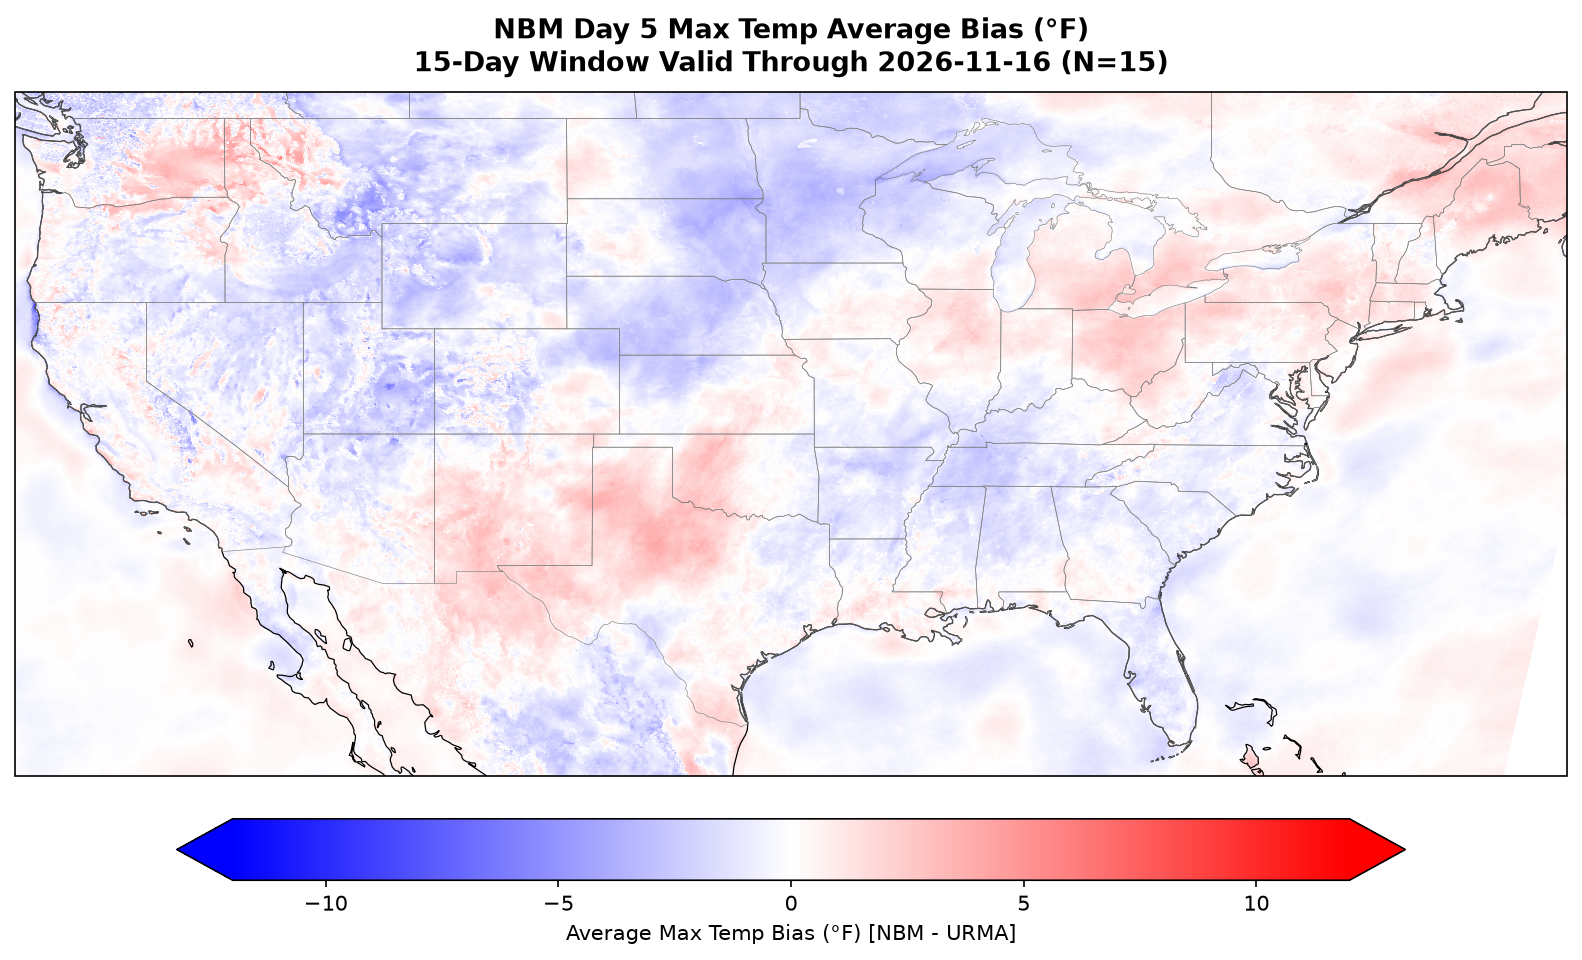 NBM Day 5 Max Temp Average Bias (°F)
15-Day Window Valid Through 2026-11-16 (N=15)
−10 −5 0 5 10
Average Max Temp Bias (°F) [NBM - URMA]